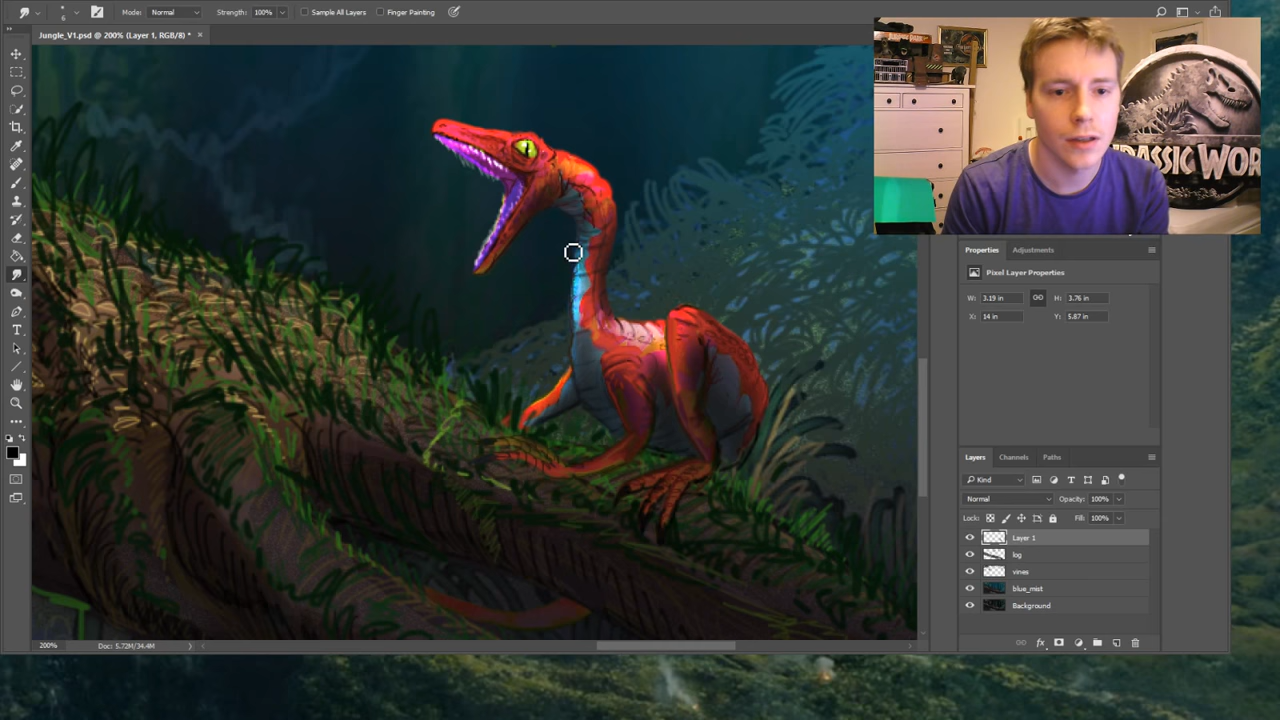 6
Mode: Normal
Strength: 100%
Sample All Layers
Finger Painting
Jungle_V1.psd @ 200% (Layer 1, RGB/8) *
JRASSIC WOR
Properties
Adjustments
Pixel Layer Properties
W: 3.19 in
H: 3.76 in
X: 14 in
Y: 5.87 in
Layers
Channels
Paths
Kind
Normal
Opacity: 100%
Lock:
Fill: 100%
Layer 1
log
vines
blue_mist
Background
200%
Doc: 5.72M/34.4M